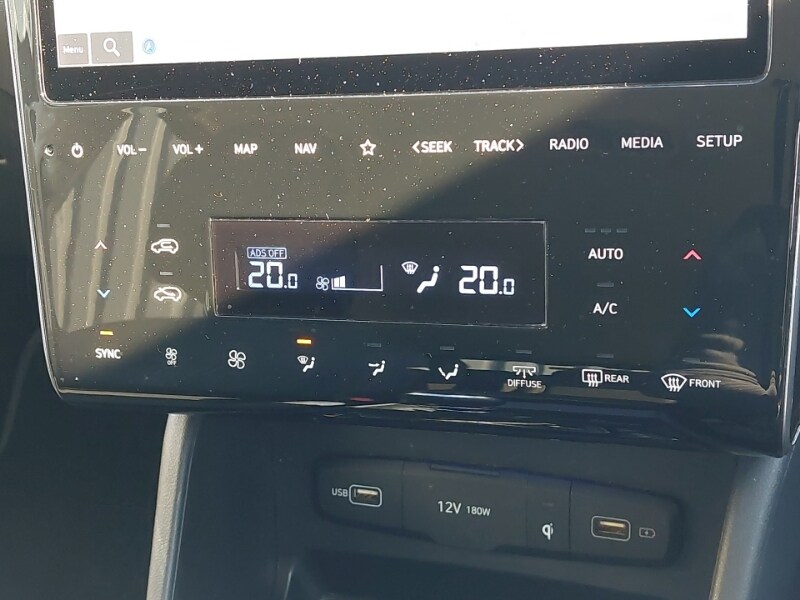 Menu
VOL− VOL+ MAP NAV <SEEK TRACK> RADIO MEDIA SETUP
ADS OFF
20.0 20.0
AUTO
A/C
SYNC
OFF
DIFFUSE
REAR
FRONT
USB
12V 180W